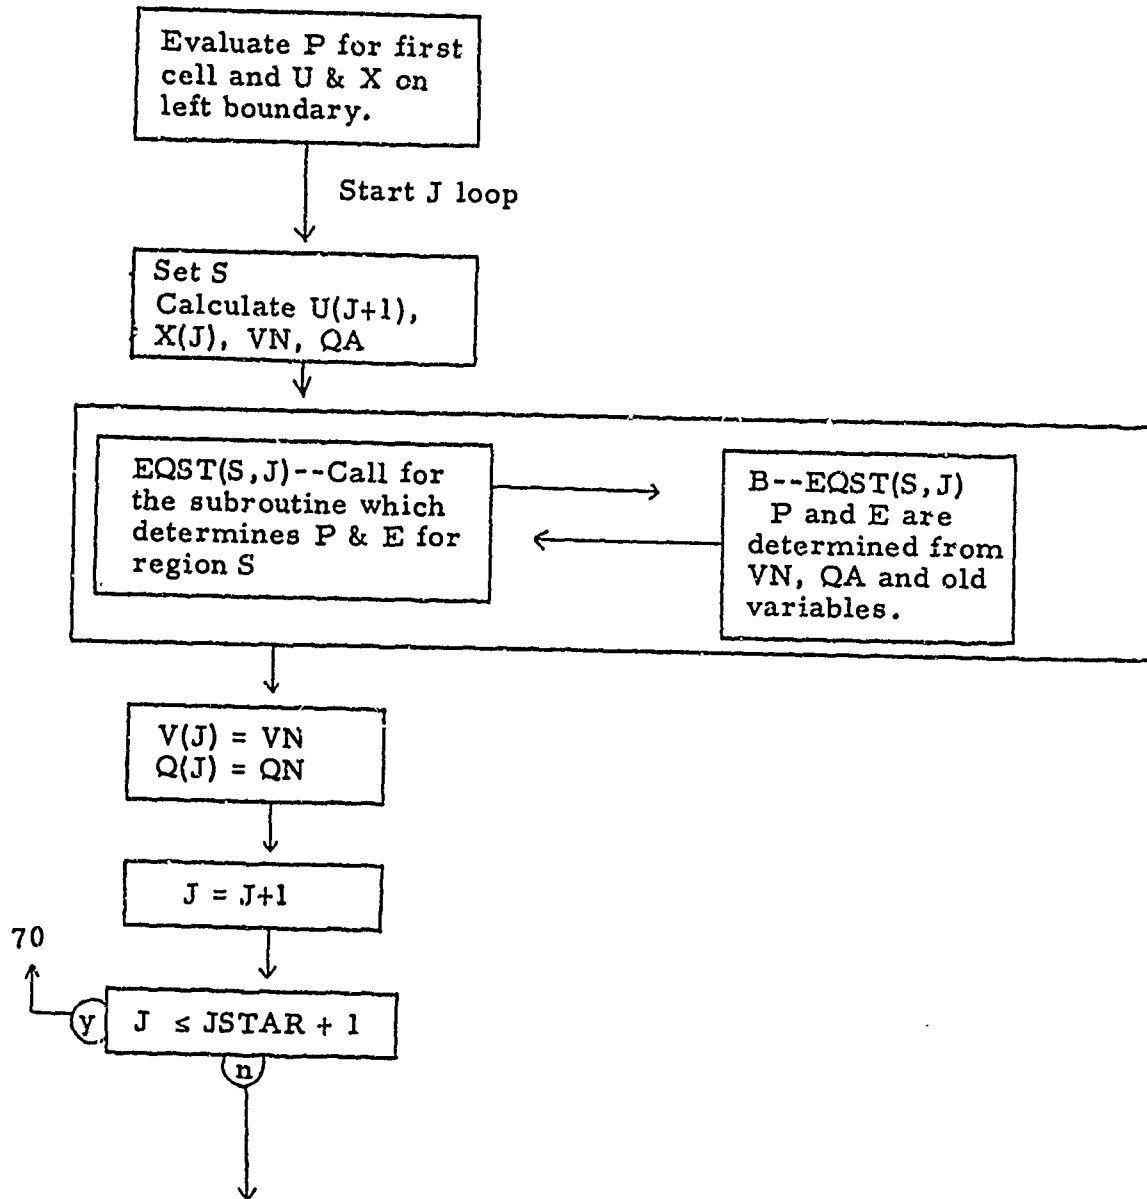 Evaluate P for first
cell and U & X on
left boundary.
Start J loop
Set S
Calculate U(J+1),
X(J), VN, QA
EQST(S,J)--Call for
the subroutine which
determines P & E for
region S
B--EQST(S,J)
P and E are
determined from
VN, QA and old
variables.
V(J) = VN
Q(J) = QN
J = J+1
70
y
J ≤ JSTAR + 1
n